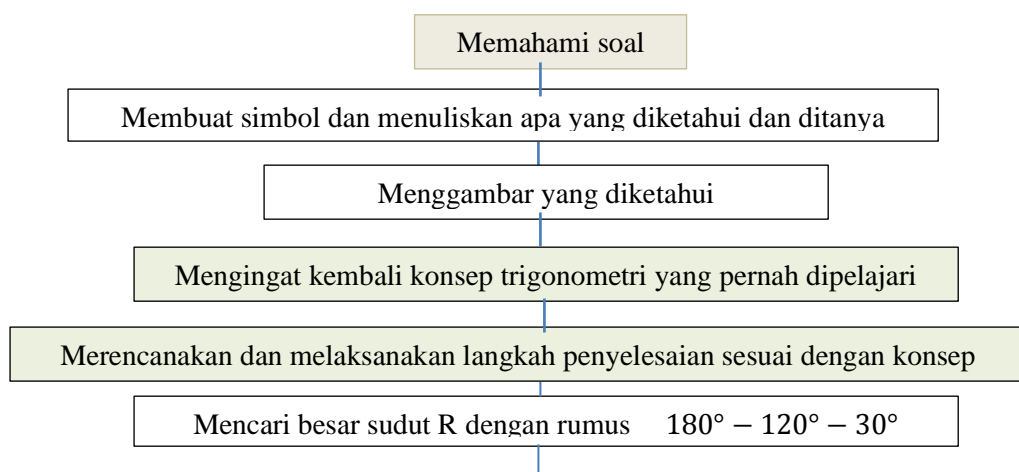 Memahami soal
Membuat simbol dan menuliskan apa yang diketahui dan ditanya
Menggambar yang diketahui
Mengingat kembali konsep trigonometri yang pernah dipelajari
Merencanakan dan melaksanakan langkah penyelesaian sesuai dengan konsep
Mencari besar sudut R dengan rumus 180° − 120° − 30°